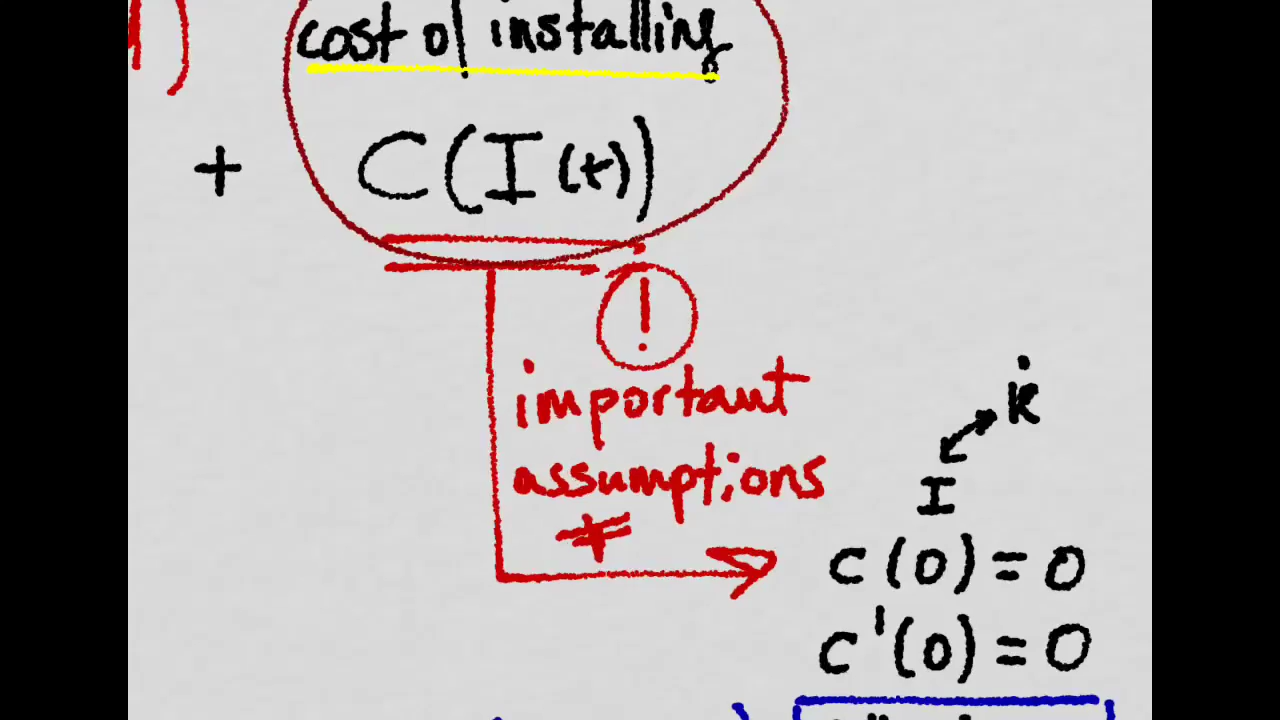 )
cost of installing
+ C(I(t))
!
important
assumptions
k̇
I
c(0) = 0
c'(0) = 0